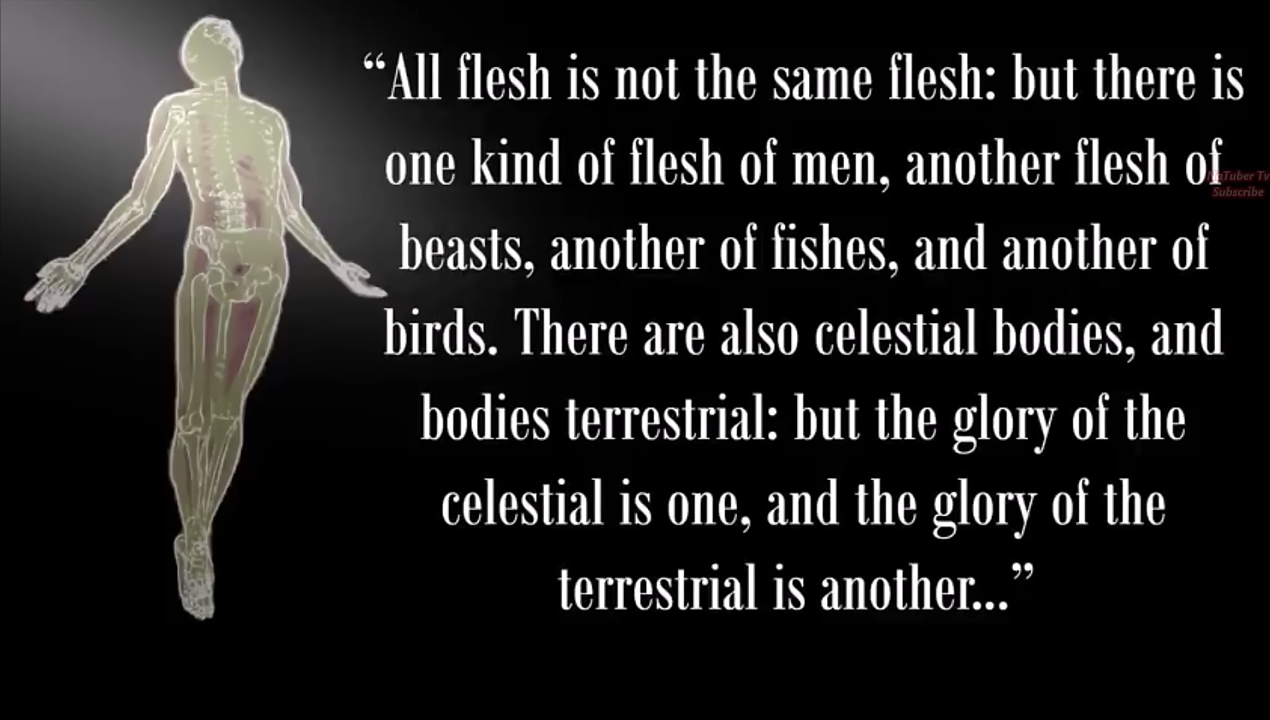 “All flesh is not the same flesh: but there is
one kind of flesh of men, another flesh of
beasts, another of fishes, and another of
birds. There are also celestial bodies, and
bodies terrestrial: but the glory of the
celestial is one, and the glory of the
terrestrial is another...”
Tv
Subscribe